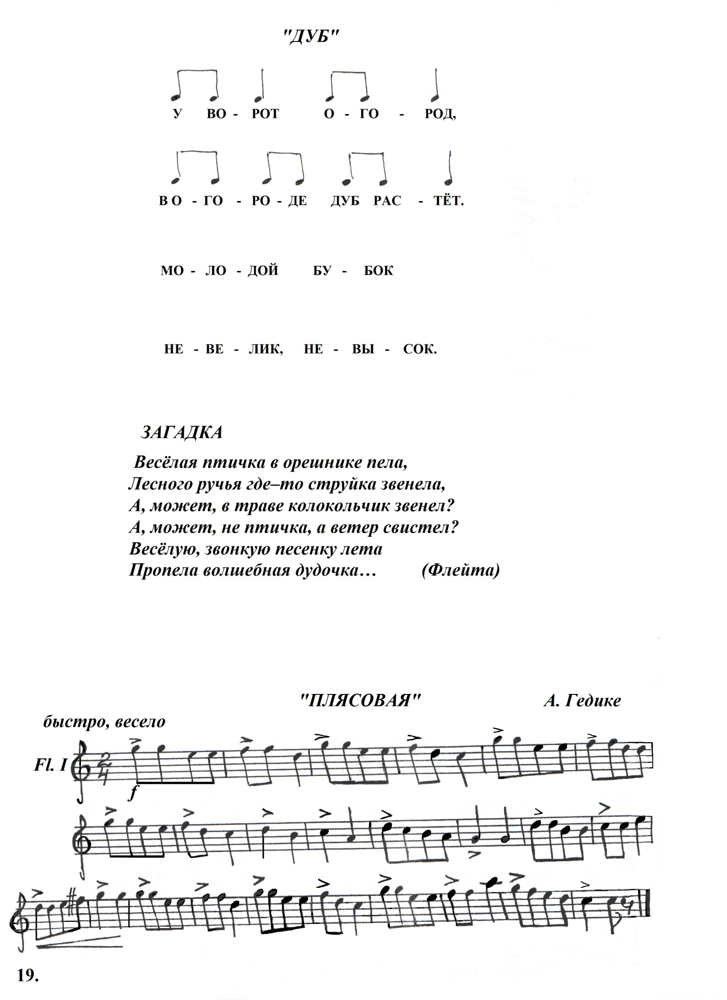 "ДУБ"
У ВО - РОТ О - ГО - РОД,
В О - ГО - РО - ДЕ ДУБ РАС - ТЁТ.
МО - ЛО - ДОЙ БУ - БОК
НЕ - ВЕ - ЛИК, НЕ - ВЫ - СОК.
ЗАГАДКА
Весёлая птичка в орешнике пела,
Лесного ручья где–то струйка звенела,
А, может, в траве колокольчик звенел?
А, может, не птичка, а ветер свистел?
Весёлую, звонкую песенку лета
Пропела волшебная дудочка… (Флейта)
"ПЛЯСОВАЯ" А. Гедике
быстро, весело
Fl. I 2/4
f
19.